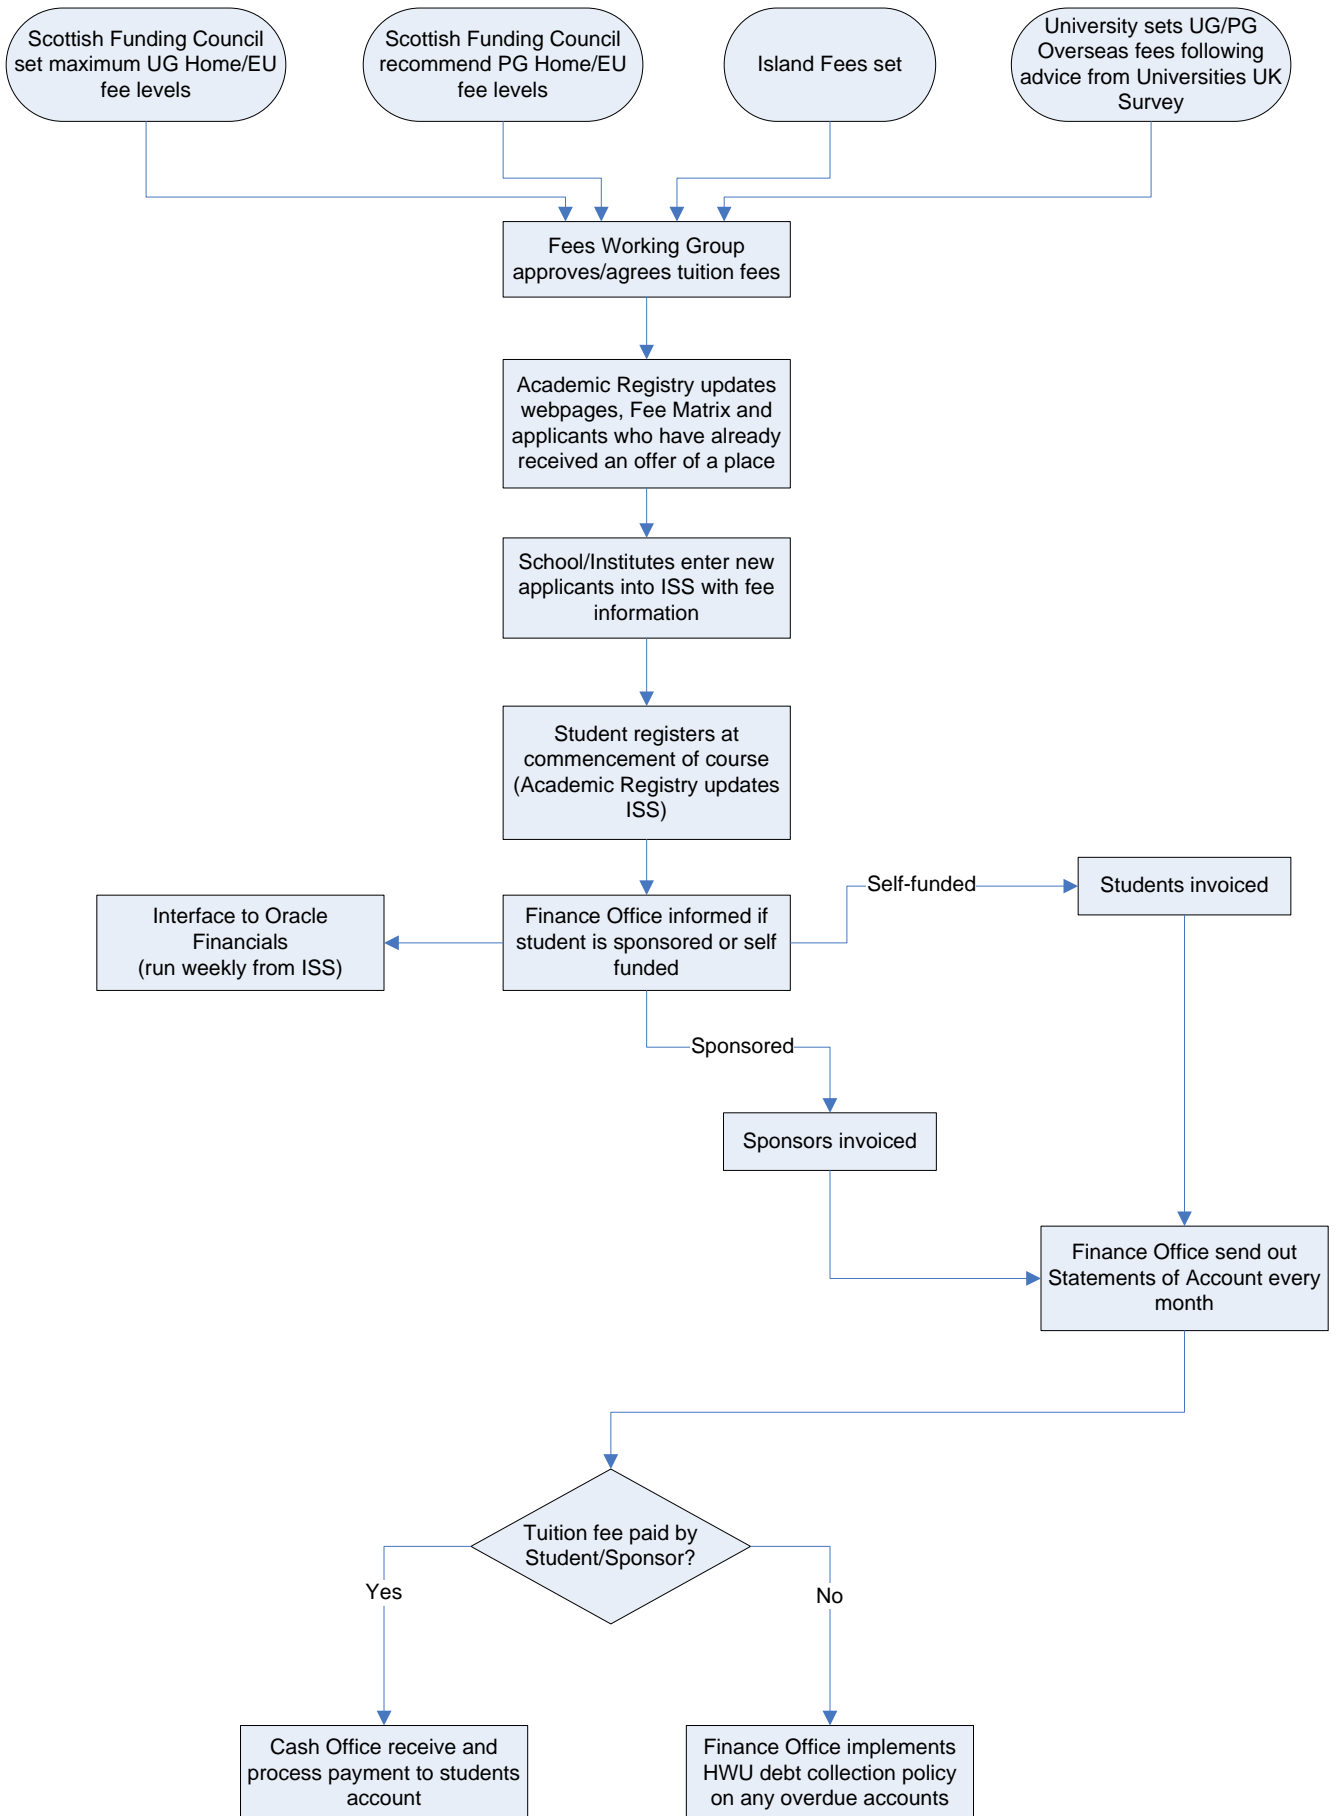 Scottish Funding Council
set maximum UG Home/EU
fee levels
Scottish Funding Council
recommend PG Home/EU
fee levels
Island Fees set
University sets UG/PG
Overseas fees following
advice from Universities UK
Survey
Fees Working Group
approves/agrees tuition fees
Academic Registry updates
webpages, Fee Matrix and
applicants who have already
received an offer of a place
School/Institutes enter new
applicants into ISS with fee
information
Student registers at
commencement of course
(Academic Registry updates
ISS)
Interface to Oracle
Financials
(run weekly from ISS)
Finance Office informed if
student is sponsored or self
funded
Self-funded
Students invoiced
Sponsored
Sponsors invoiced
Finance Office send out
Statements of Account every
month
Tuition fee paid by
Student/Sponsor?
Yes
No
Cash Office receive and
process payment to students
account
Finance Office implements
HWU debt collection policy
on any overdue accounts